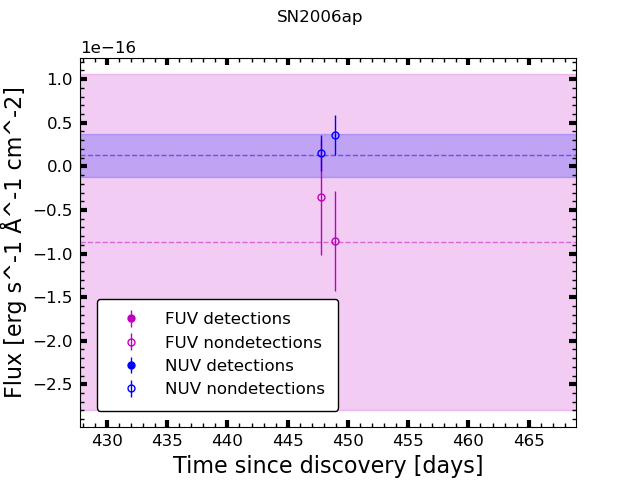 SN2006ap
1e−16
1.0
0.5
0.0
−0.5
−1.0
−1.5
−2.0
−2.5
Flux [erg s^-1 Å^-1 cm^-2]
FUV detections
FUV nondetections
NUV detections
NUV nondetections
430 435 440 445 450 455 460 465
Time since discovery [days]